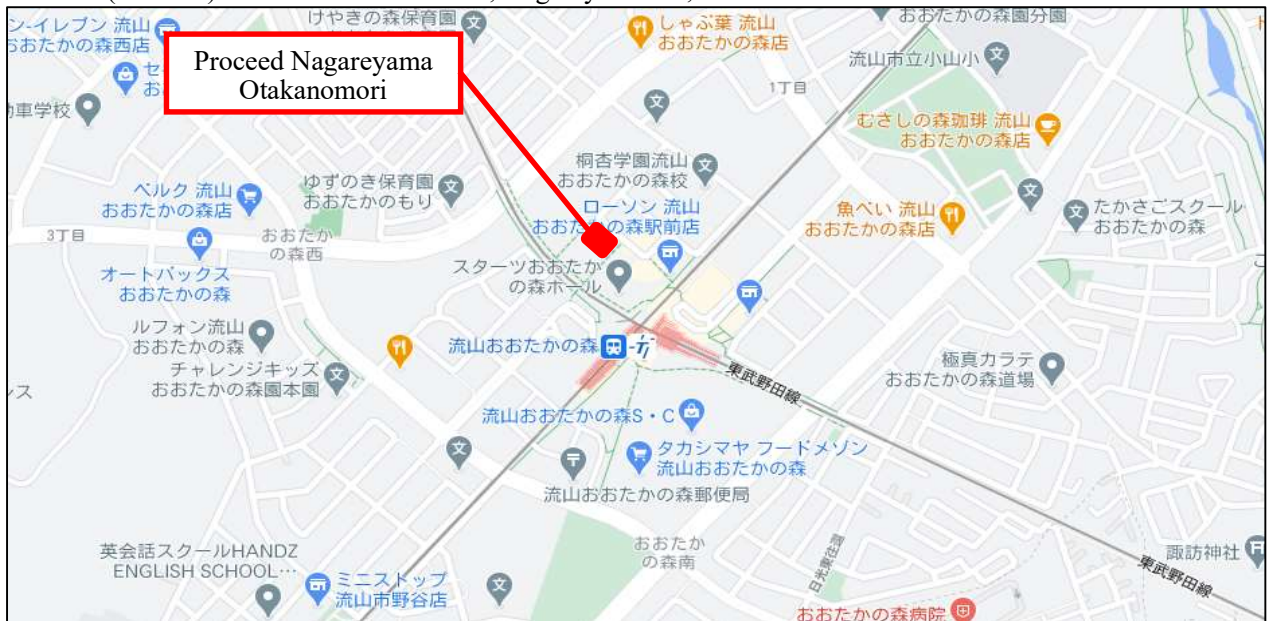 けやきの森保育園
しゃぶ葉 流山
おおたかの森店
おおたかの森園分園
ン-イレブン 流山
おおたかの森西店
流山市立小山小
Proceed Nagareyama
Otakanomori
セ
お
1丁目
動車学校
むさしの森珈琲 流山
おおたかの森店
桐杏学園流山
おおたかの森校
ベルク 流山
おおたかの森店
ゆずのき保育園
おおたかのもり
ローソン 流山
おおたかの森駅前店
魚べい 流山
おおたかの森店
たかさごスクール
おおたかの森
3丁目
おおたか
の森西
オートバックス
おおたかの森
スターツおおたか
の森ホール
ルフォン流山
おおたかの森
流山おおたかの森
チャレンジキッズ
おおたかの森園本園
東武野田線
極真カラテ
おおたかの森道場
ンス
流山おおたかの森S・C
タカシマヤ フードメゾン
流山おおたかの森
流山おおたかの森郵便局
おおたか
の森南
日光東往還
英会話スクールHANDZ
ENGLISH SCHOOL…
ミニストップ
流山市野谷店
諏訪神社
東武野田線
おおたかの森病院